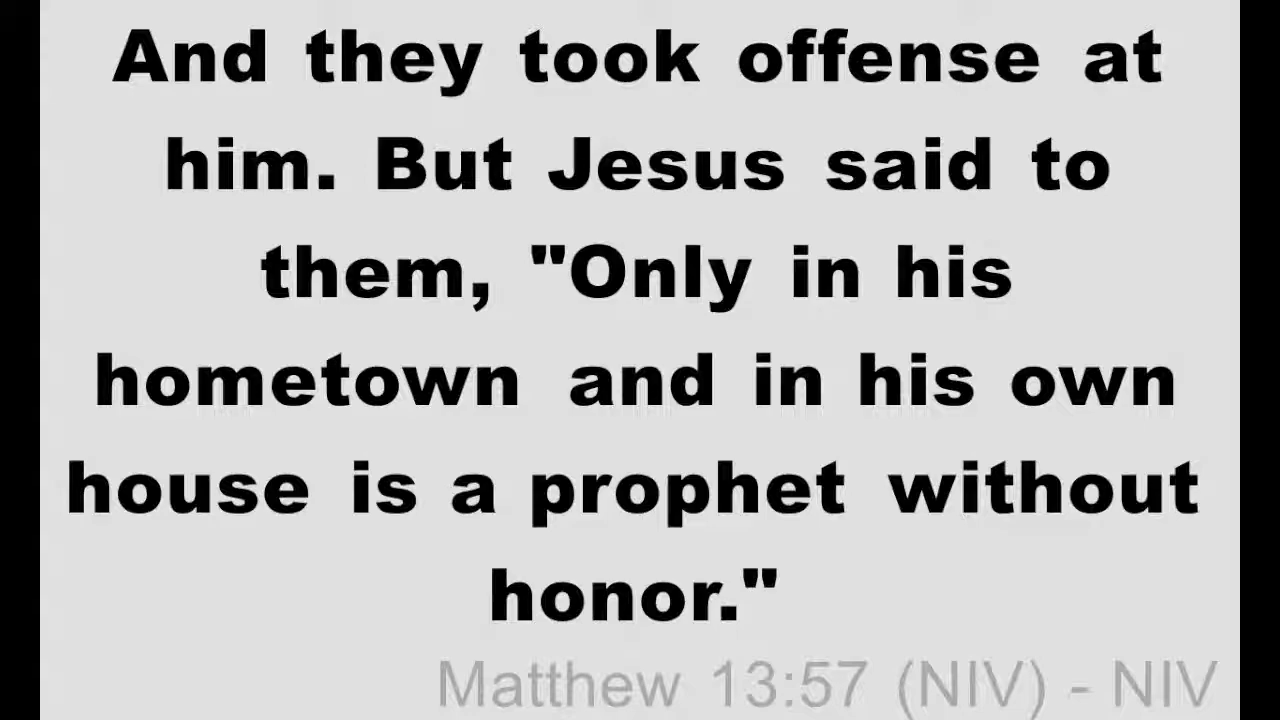 And they took offense at
him. But Jesus said to
them, "Only in his
hometown and in his own
house is a prophet without
honor."
Matthew 13:57 (NIV) - NIV